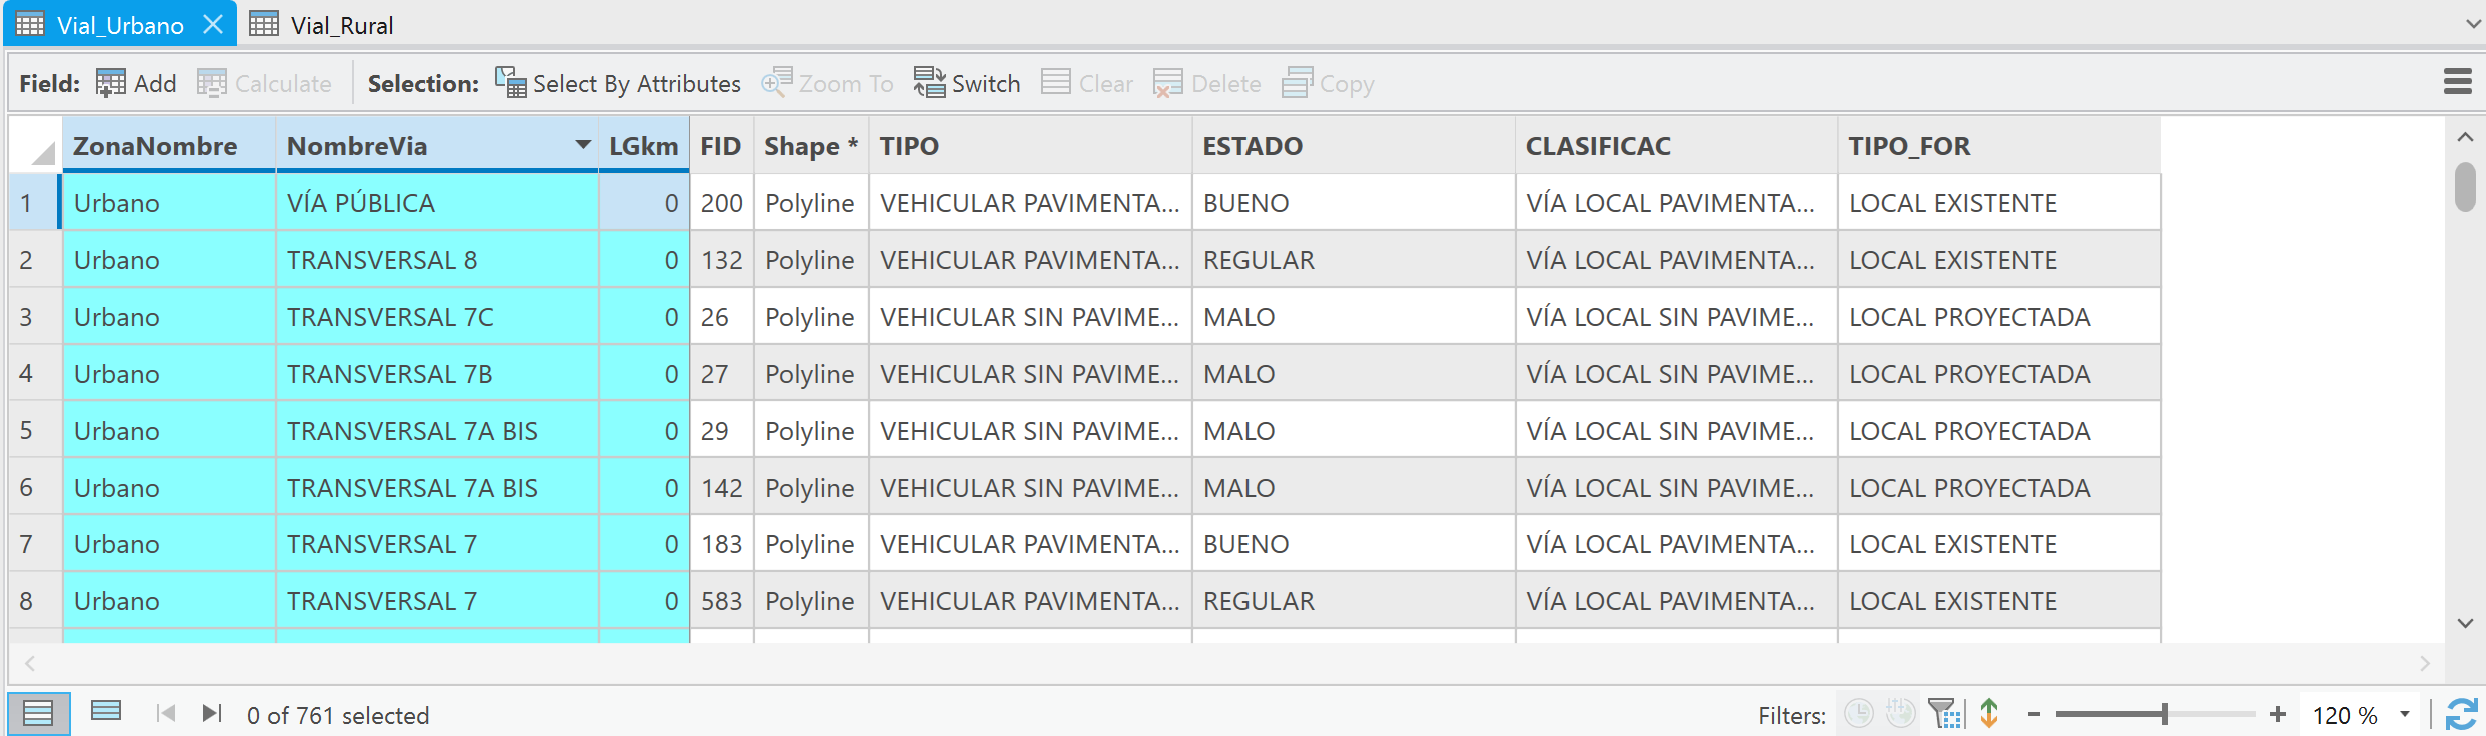 Vial_Urbano Vial_Rural
Field: Add Calculate Selection: Select By Attributes Zoom To Switch Clear Delete Copy
ZonaNombre NombreVia LGkm FID Shape * TIPO ESTADO CLASIFICAC TIPO_FOR
1 Urbano VÍA PÚBLICA 0 200 Polyline VEHICULAR PAVIMENTA... BUENO VÍA LOCAL PAVIMENTA... LOCAL EXISTENTE
2 Urbano TRANSVERSAL 8 0 132 Polyline VEHICULAR PAVIMENTA... REGULAR VÍA LOCAL PAVIMENTA... LOCAL EXISTENTE
3 Urbano TRANSVERSAL 7C 0 26 Polyline VEHICULAR SIN PAVIME... MALO VÍA LOCAL SIN PAVIME... LOCAL PROYECTADA
4 Urbano TRANSVERSAL 7B 0 27 Polyline VEHICULAR SIN PAVIME... MALO VÍA LOCAL SIN PAVIME... LOCAL PROYECTADA
5 Urbano TRANSVERSAL 7A BIS 0 29 Polyline VEHICULAR SIN PAVIME... MALO VÍA LOCAL SIN PAVIME... LOCAL PROYECTADA
6 Urbano TRANSVERSAL 7A BIS 0 142 Polyline VEHICULAR SIN PAVIME... MALO VÍA LOCAL SIN PAVIME... LOCAL PROYECTADA
7 Urbano TRANSVERSAL 7 0 183 Polyline VEHICULAR PAVIMENTA... BUENO VÍA LOCAL PAVIMENTA... LOCAL EXISTENTE
8 Urbano TRANSVERSAL 7 0 583 Polyline VEHICULAR PAVIMENTA... REGULAR VÍA LOCAL PAVIMENTA... LOCAL EXISTENTE
0 of 761 selected Filters: 120 %